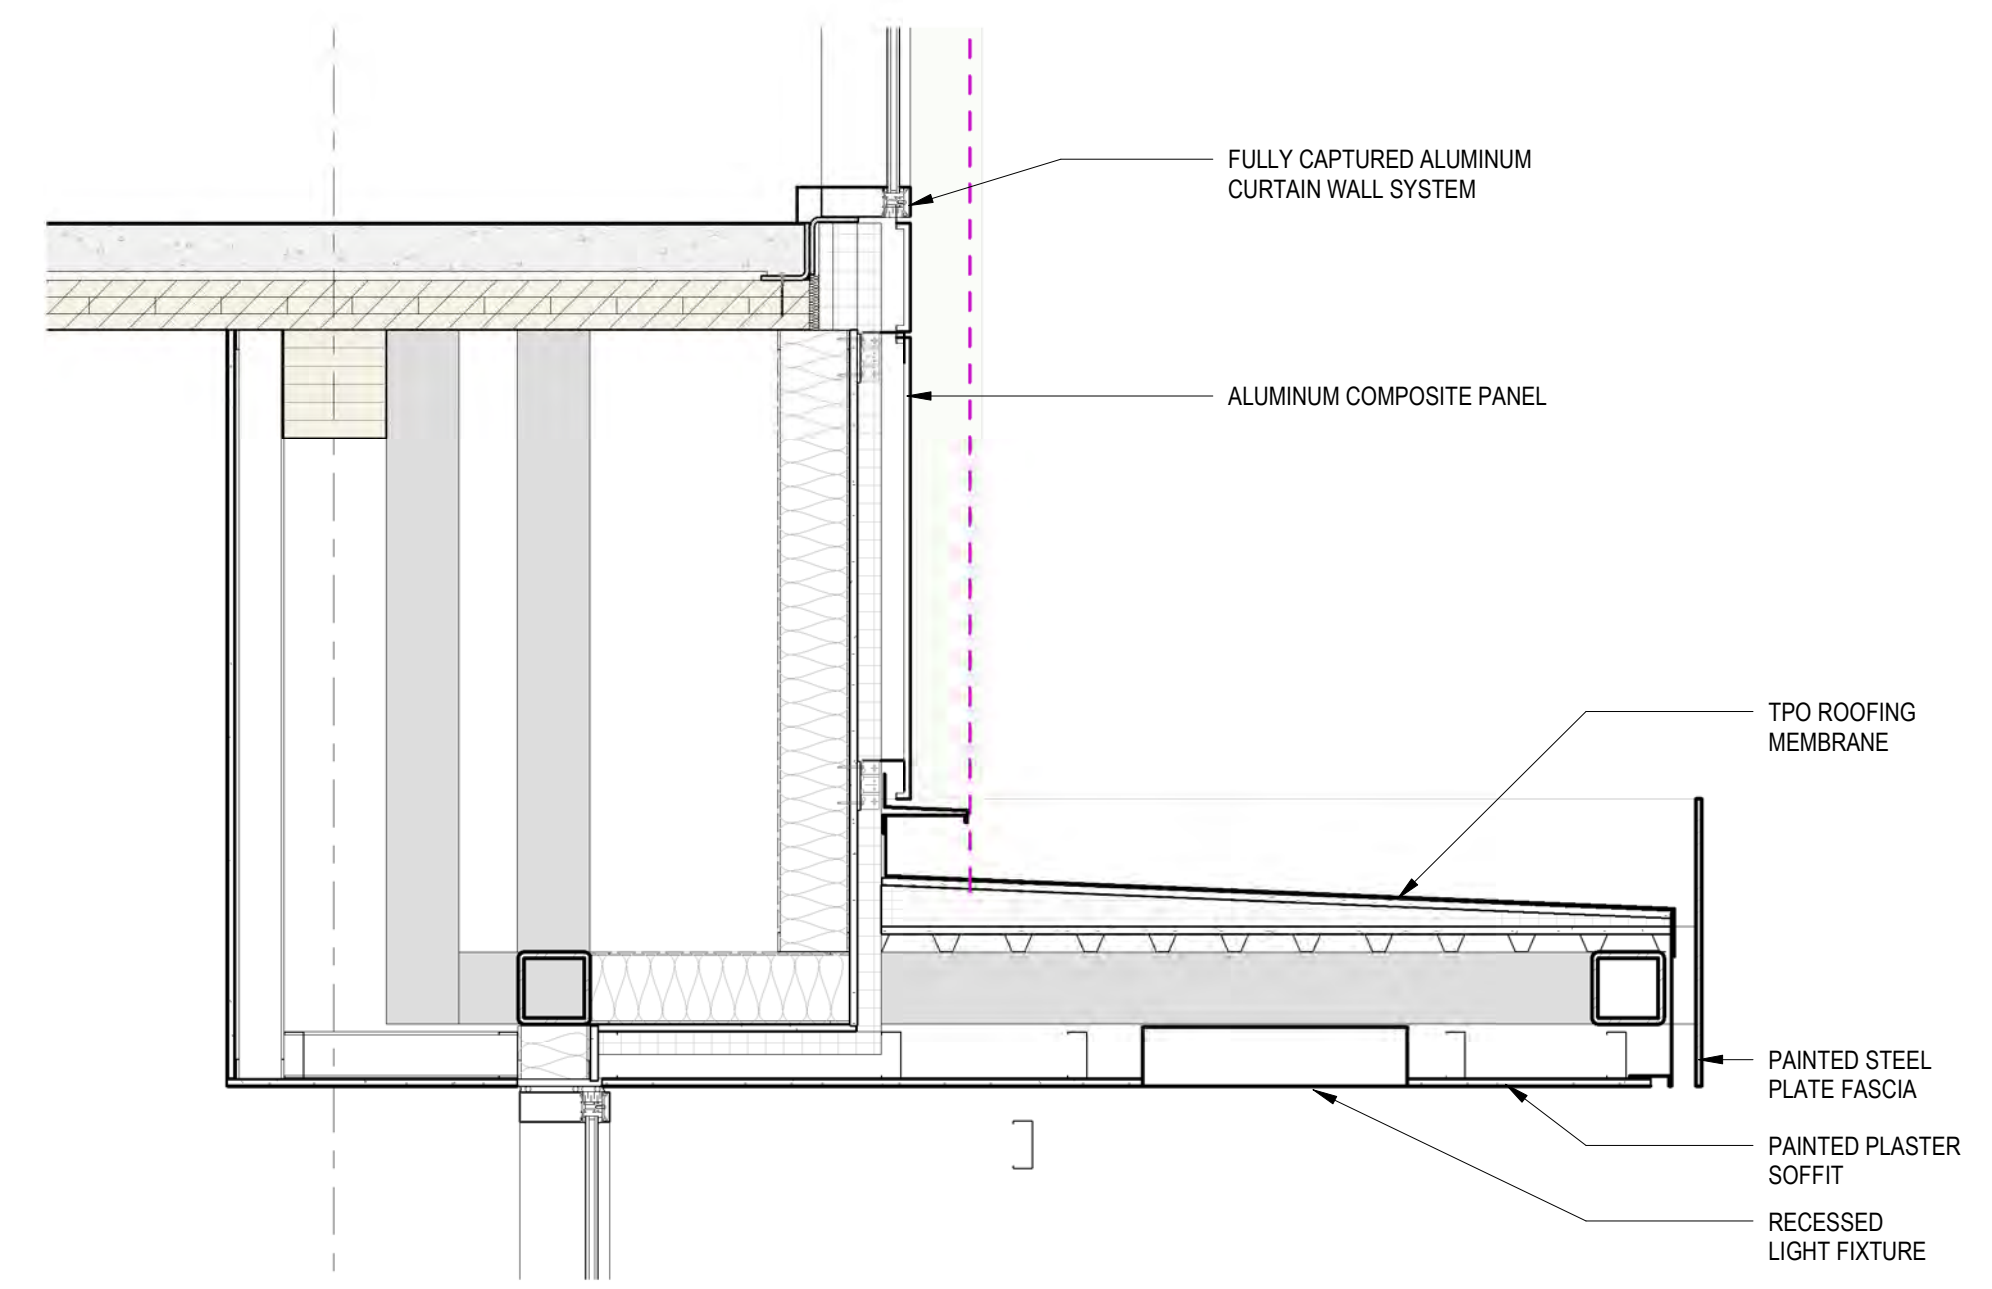 FULLY CAPTURED ALUMINUM
CURTAIN WALL SYSTEM
ALUMINUM COMPOSITE PANEL
TPO ROOFING
MEMBRANE
PAINTED STEEL
PLATE FASCIA
PAINTED PLASTER
SOFFIT
RECESSED
LIGHT FIXTURE